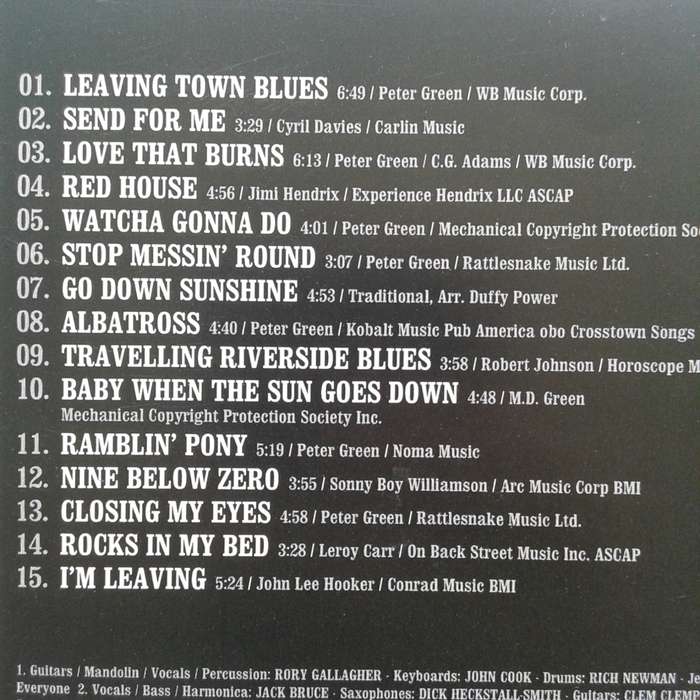 01. LEAVING TOWN BLUES 6:49 / Peter Green / WB Music Corp.
02. SEND FOR ME 3:29 / Cyril Davies / Carlin Music
03. LOVE THAT BURNS 6:13 / Peter Green / C.G. Adams / WB Music Corp.
04. RED HOUSE 4:56 / Jimi Hendrix / Experience Hendrix LLC ASCAP
05. WATCHA GONNA DO 4:01 / Peter Green / Mechanical Copyright Protection So
06. STOP MESSIN' ROUND 3:07 / Peter Green / Rattlesnake Music Ltd.
07. GO DOWN SUNSHINE 4:53 / Traditional, Arr. Duffy Power
08. ALBATROSS 4:40 / Peter Green / Kobalt Music Pub America obo Crosstown Songs
09. TRAVELLING RIVERSIDE BLUES 3:58 / Robert Johnson / Horoscope M
10. BABY WHEN THE SUN GOES DOWN 4:48 / M.D. Green
Mechanical Copyright Protection Society Inc.
11. RAMBLIN' PONY 5:19 / Peter Green / Noma Music
12. NINE BELOW ZERO 3:55 / Sonny Boy Williamson / Arc Music Corp BMI
13. CLOSING MY EYES 4:58 / Peter Green / Rattlesnake Music Ltd.
14. ROCKS IN MY BED 3:28 / Leroy Carr / On Back Street Music Inc. ASCAP
15. I'M LEAVING 5:24 / John Lee Hooker / Conrad Music BMI
1. Guitars / Mandolin / Vocals / Percussion: RORY GALLAGHER · Keyboards: JOHN COOK · Drums: RICH NEWMAN ·
Everyone 2. Vocals / Bass / Harmonica: JACK BRUCE · Saxophones: DICK HECKSTALL-SMITH · Guitars: CLEM CLEM